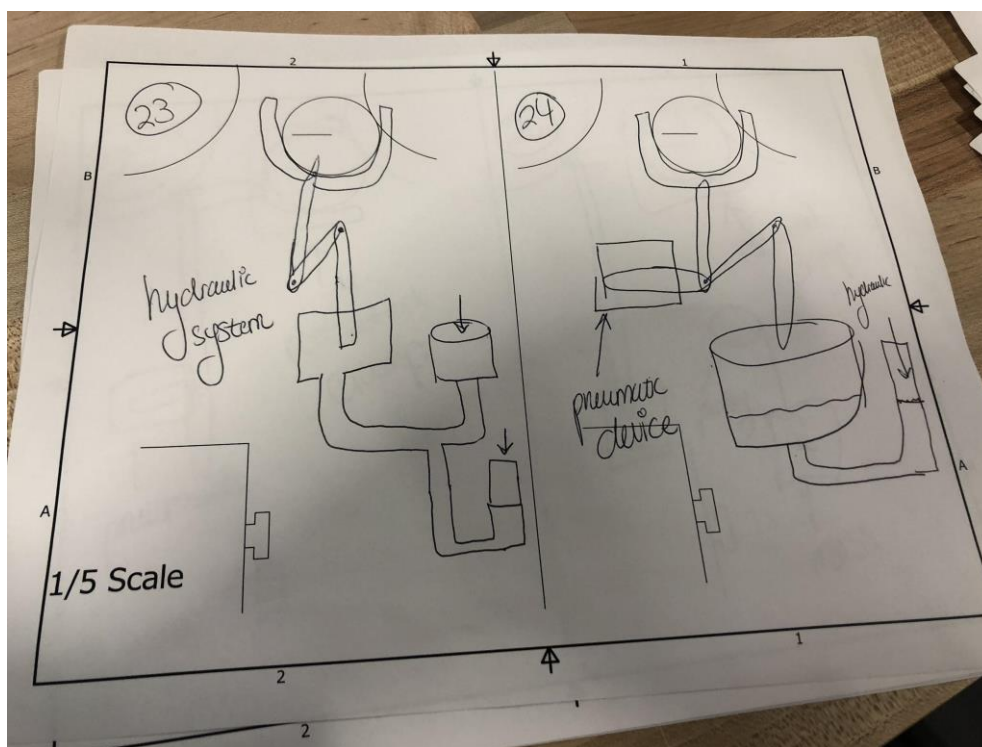 2
1
23
24
B
B
hydraulic
system
hydraulic
pneumatic
device
A
A
1/5 Scale
2
1
2